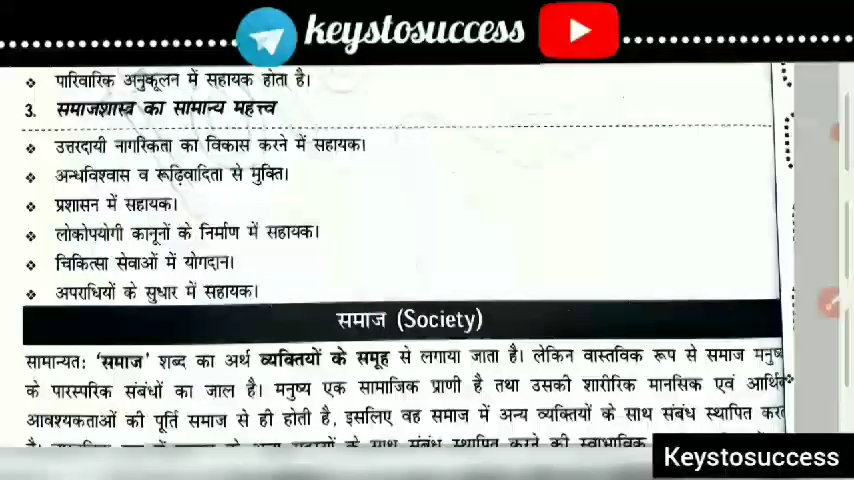 keystosuccess
❖ पारिवारिक अनुकूलन में सहायक होता है।
3. समाजशास्त्र का सामान्य महत्त्व
❖ उत्तरदायी नागरिकता का विकास करने में सहायक।
❖ अन्धविश्वास व रूढ़िवादिता से मुक्ति।
❖ प्रशासन में सहायक।
❖ लोकोपयोगी कानूनों के निर्माण में सहायक।
❖ चिकित्सा सेवाओं में योगदान।
❖ अपराधियों के सुधार में सहायक।
समाज (Society)
सामान्यतः 'समाज' शब्द का अर्थ व्यक्तियों के समूह से लगाया जाता है। लेकिन वास्तविक रूप से समाज
के पारस्परिक संबंधों का जाल है। मनुष्य एक सामाजिक प्राणी है तथा उसकी शारीरिक मानसिक एवं
आवश्यकताओं की पूर्ति समाज से ही होती है, इसलिए वह समाज में अन्य व्यक्तियों के साथ संबंध स्थापित
के साथ संबंध स्थापित करने की स्वाभाविक
Keystosuccess